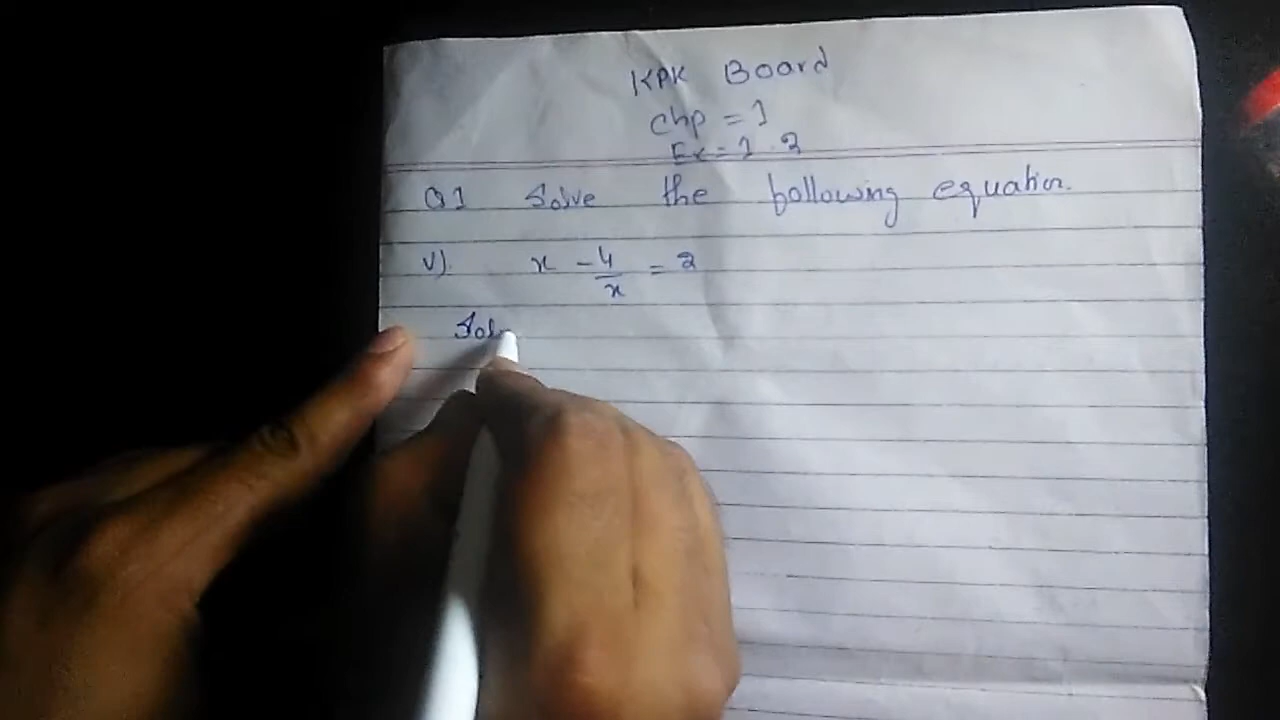 KPK Board
Chp = 1
Ex = 1.2
Q1 Solve the following equation.
v). x - 4/x = 2
Sol